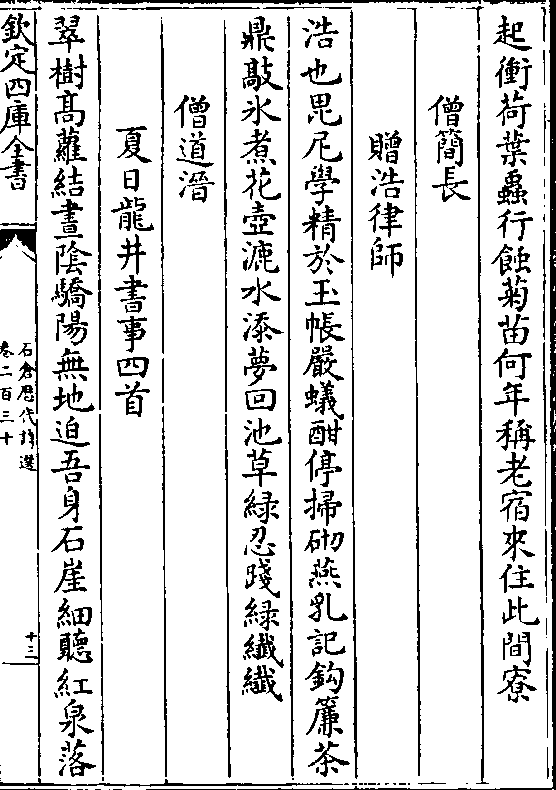 起衝荷葉蟲行蝕菊苗何年稱老宿來住此間寮
僧簡長
贈浩律師
浩也毘尼學精於玉帳嚴蟻酣停掃砌燕乳記鈎簾茶
鼎敲氷煮花壺漉水添夢回池草緑忍踐緑纎纎
僧道潛
夏日龍井書事四首
翠樹髙蘿結晝陰驕陽無地迫吾身石崖細聽紅泉落
欽定四庫全書
石倉歷代詩選
卷二百三十
十三